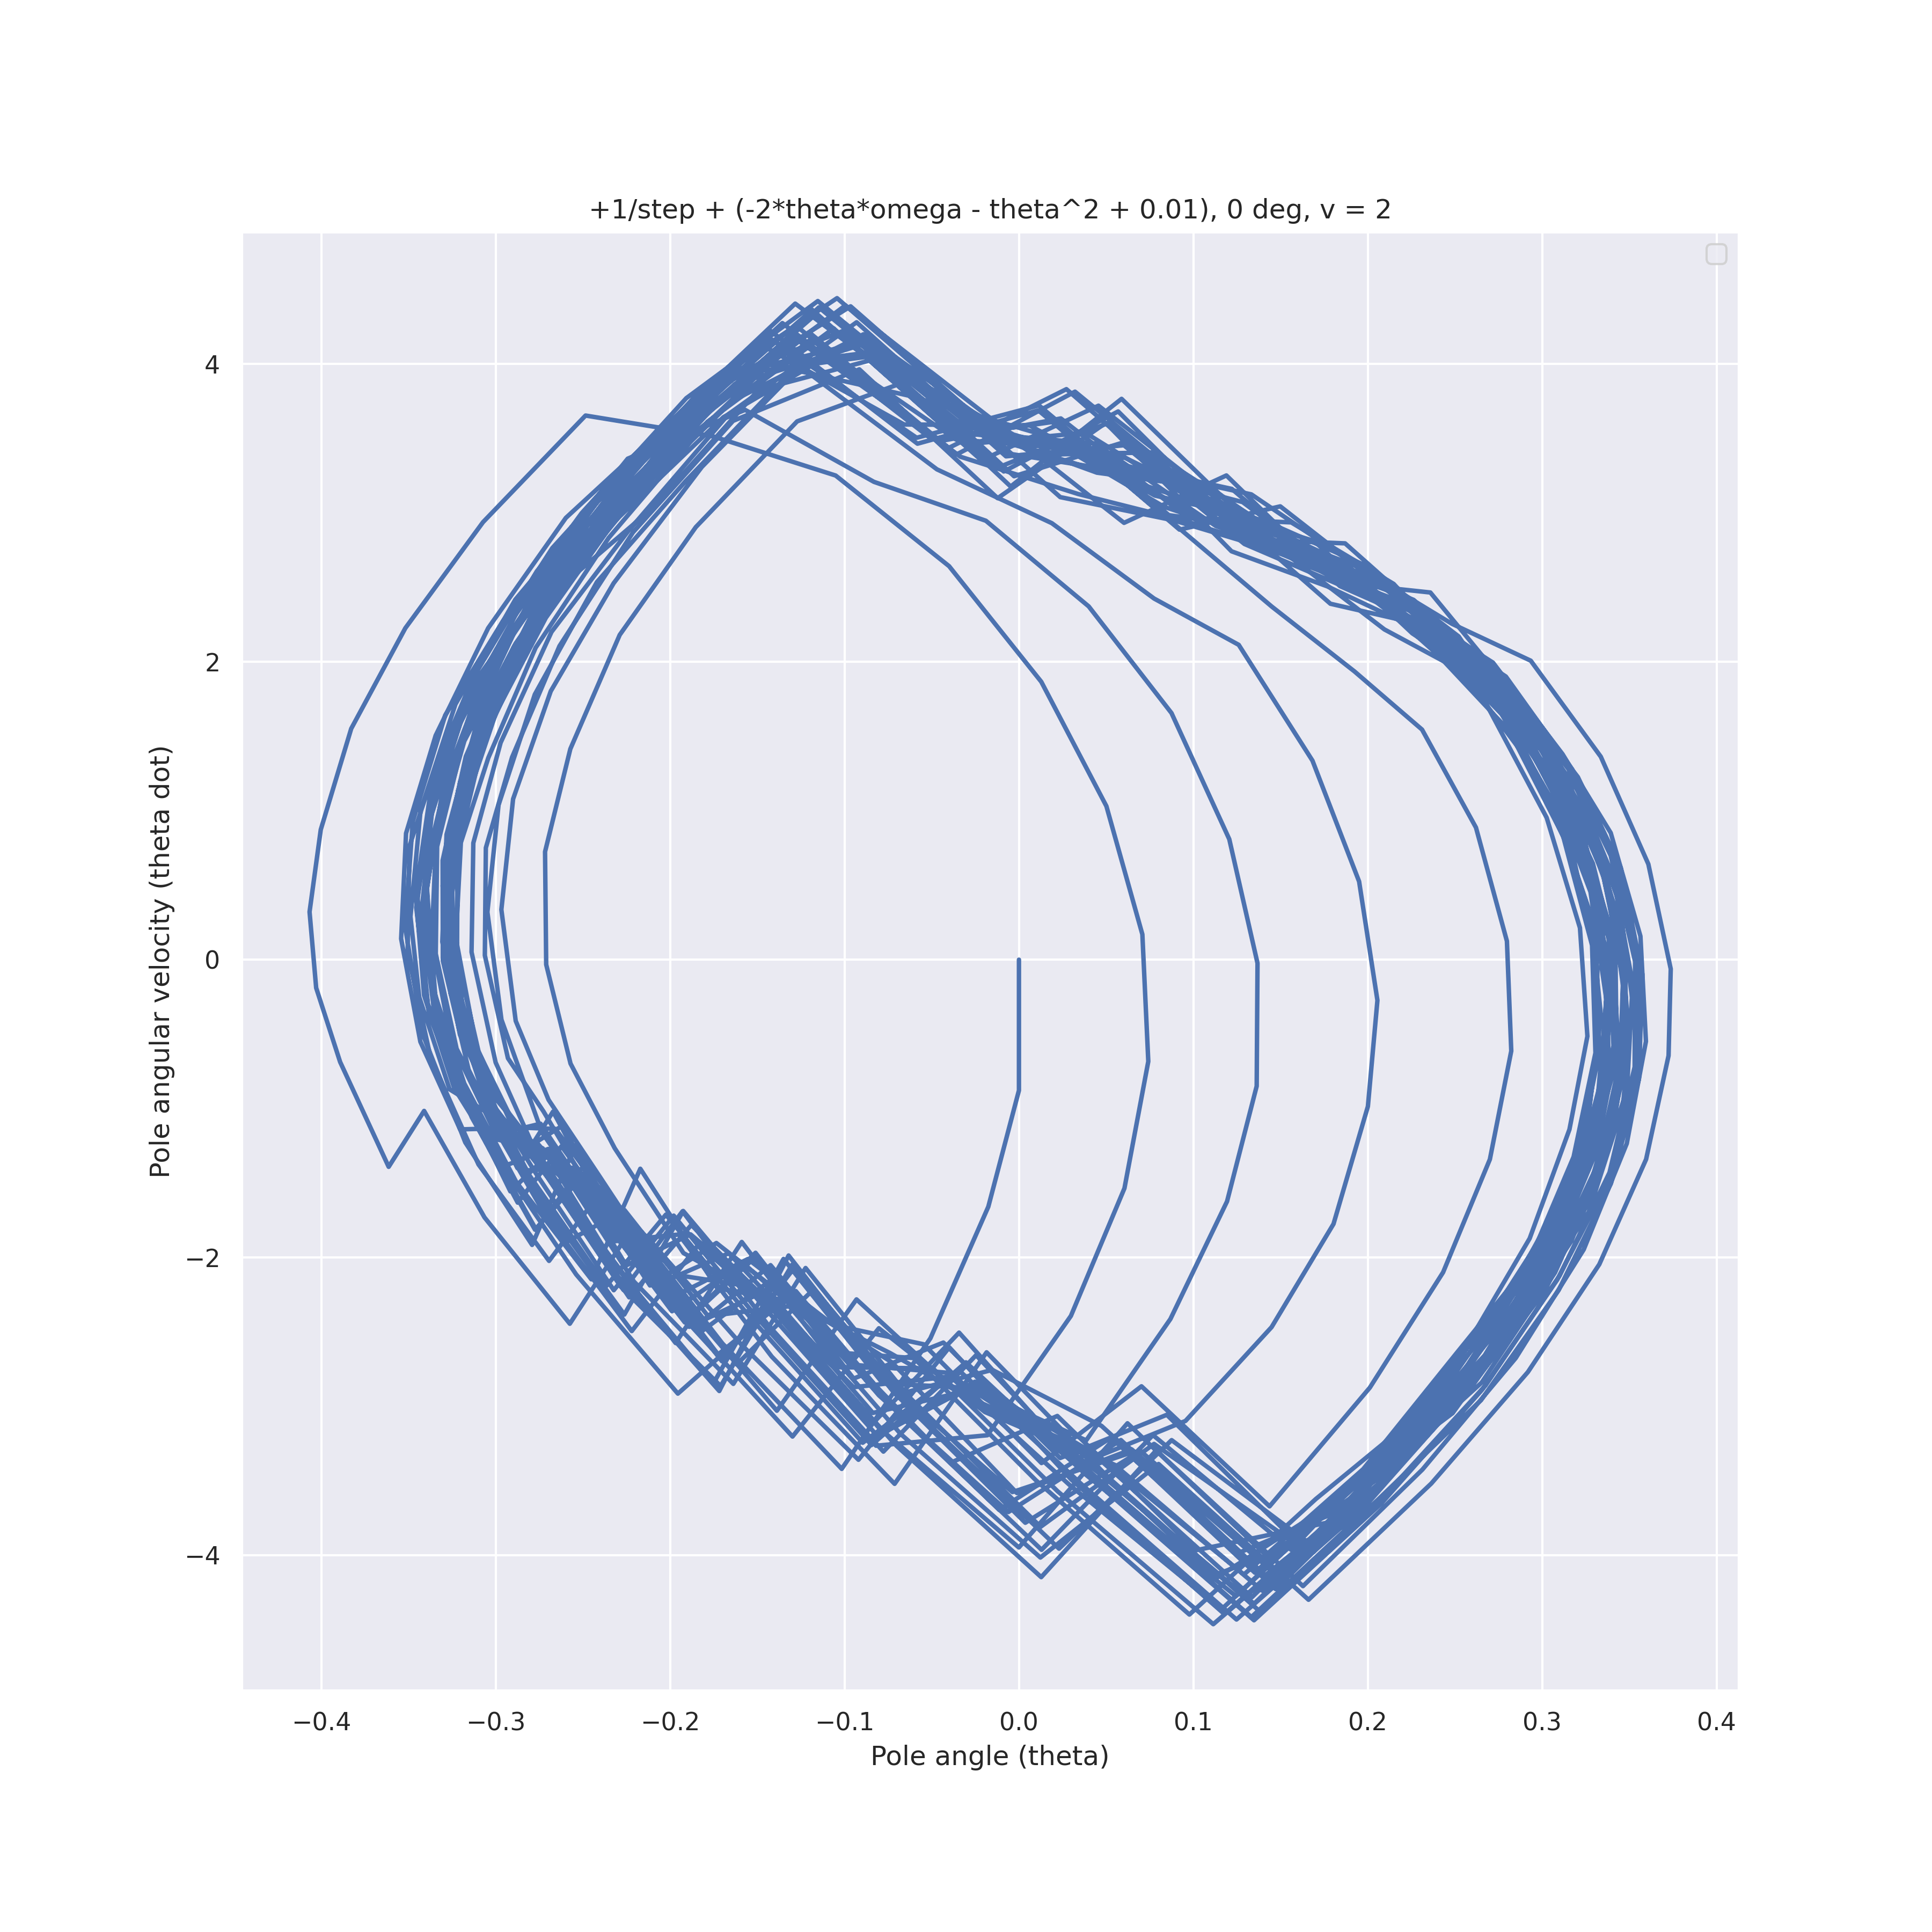 +1/step + (-2*theta*omega - theta^2 + 0.01), 0 deg, v = 2
4
2
0
−2
−4
Pole angular velocity (theta dot)
−0.4 −0.3 −0.2 −0.1 0.0 0.1 0.2 0.3 0.4
Pole angle (theta)